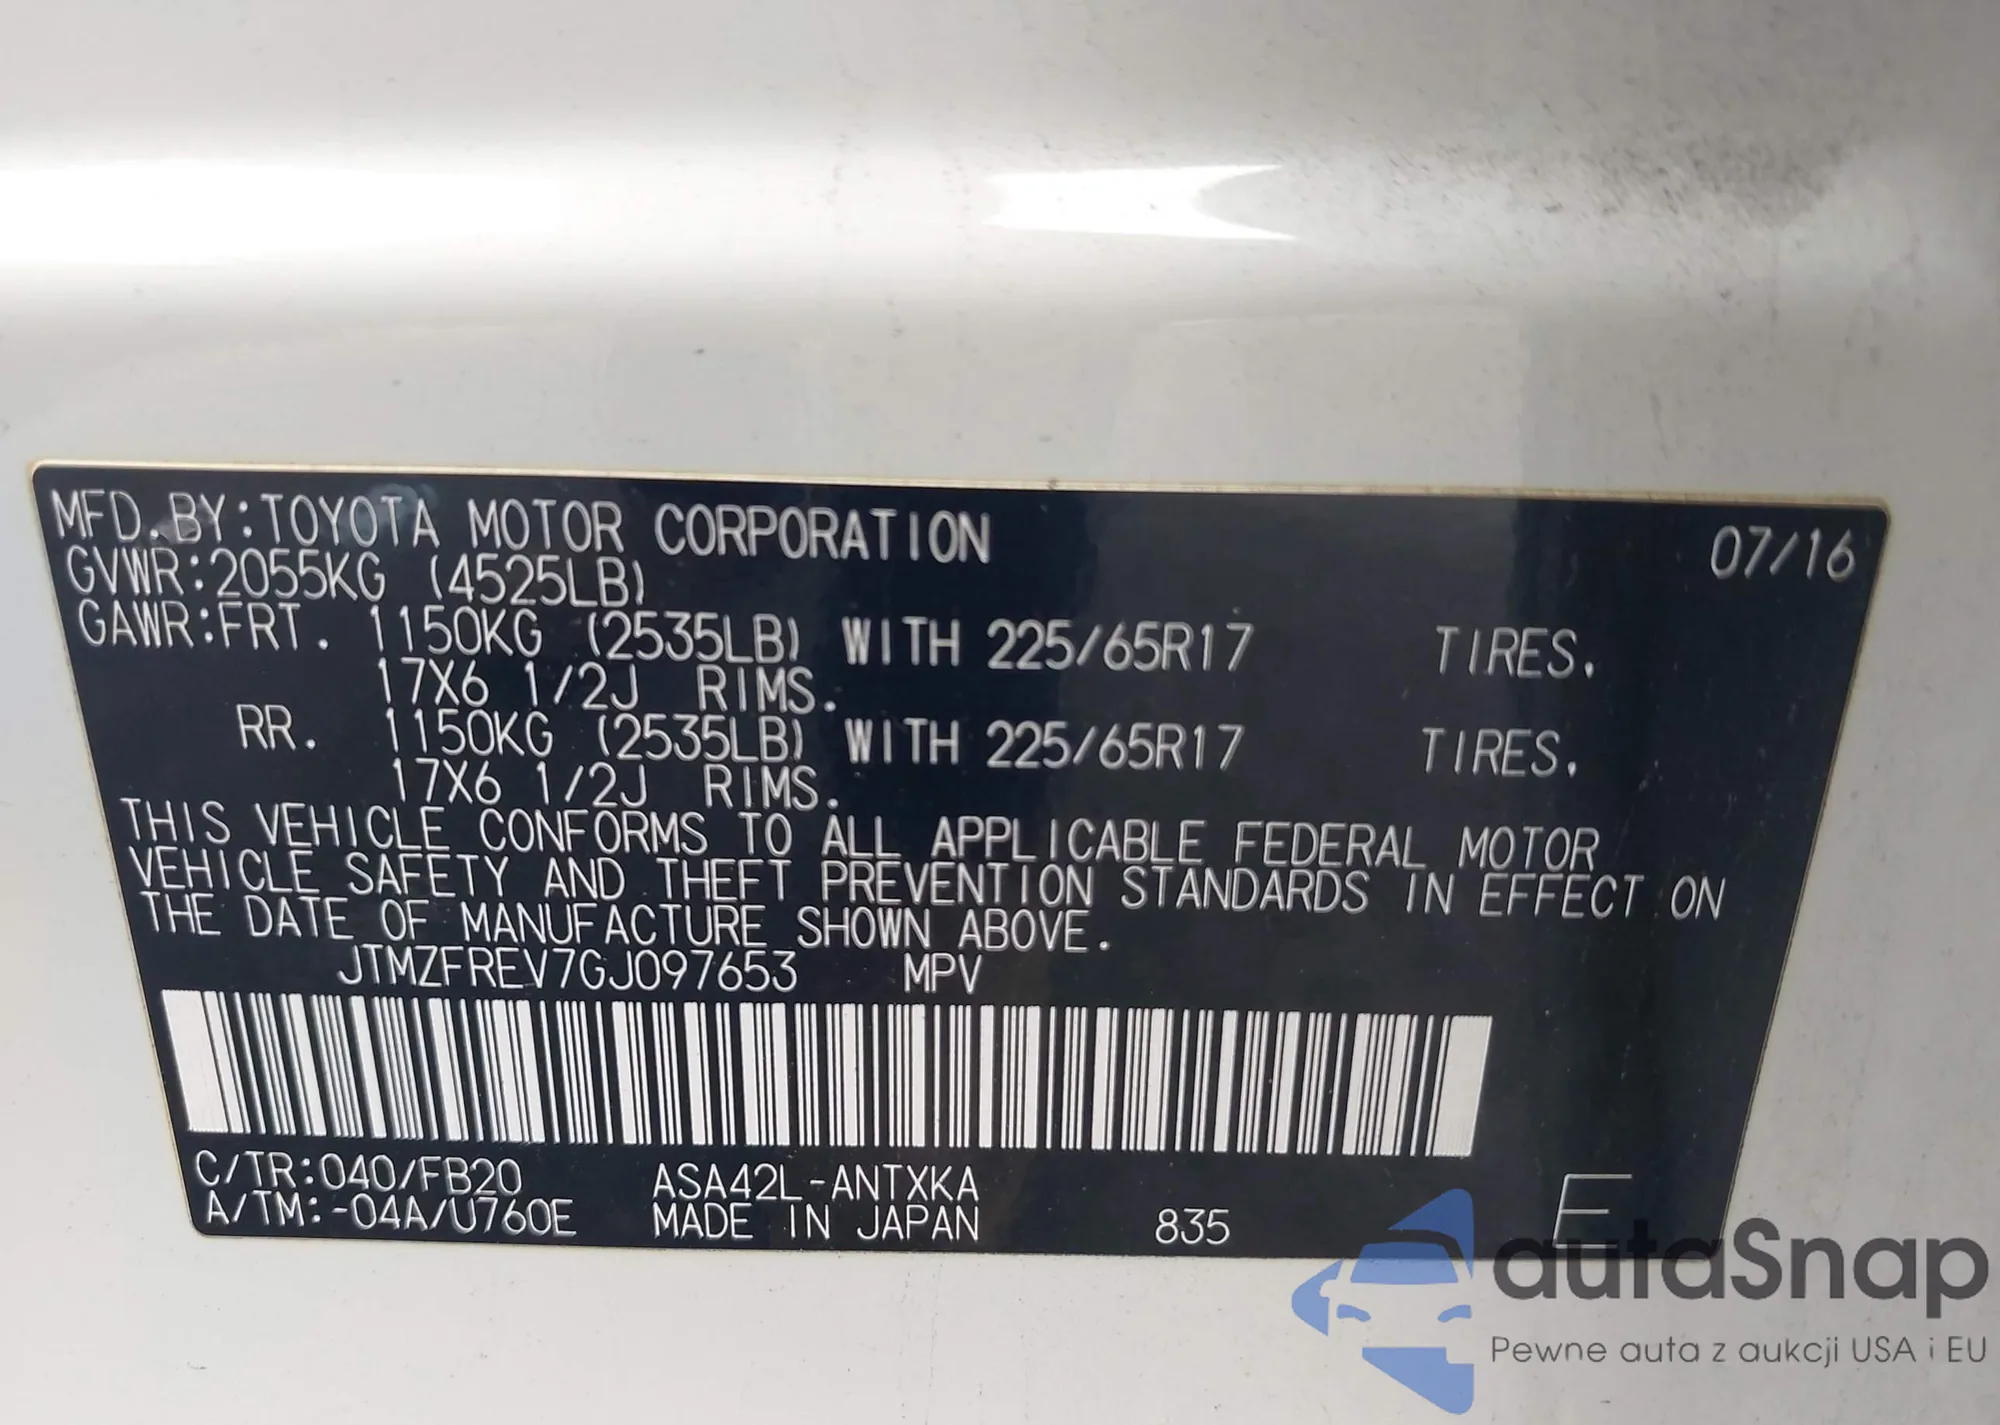 MFD. BY:TOYOTA MOTOR CORPORATION 07/16
GVWR:2055KG (4525LB)
GAWR:FRT. 1150KG (2535LB) WITH 225/65R17 TIRES.
17X6 1/2J RIMS.
RR. 1150KG (2535LB) WITH 225/65R17 TIRES.
17X6 1/2J RIMS.
THIS VEHICLE CONFORMS TO ALL APPLICABLE FEDERAL MOTOR
VEHICLE SAFETY AND THEFT PREVENTION STANDARDS IN EFFECT ON
THE DATE OF MANUFACTURE SHOWN ABOVE.
JTMZFREV7GJ097653 MPV
C/TR:040/FB20 ASA42L-ANTXKA
A/TM:-04A/U760E MADE IN JAPAN 835 E
autaSnap
Pewne auta z aukcji USA i EU